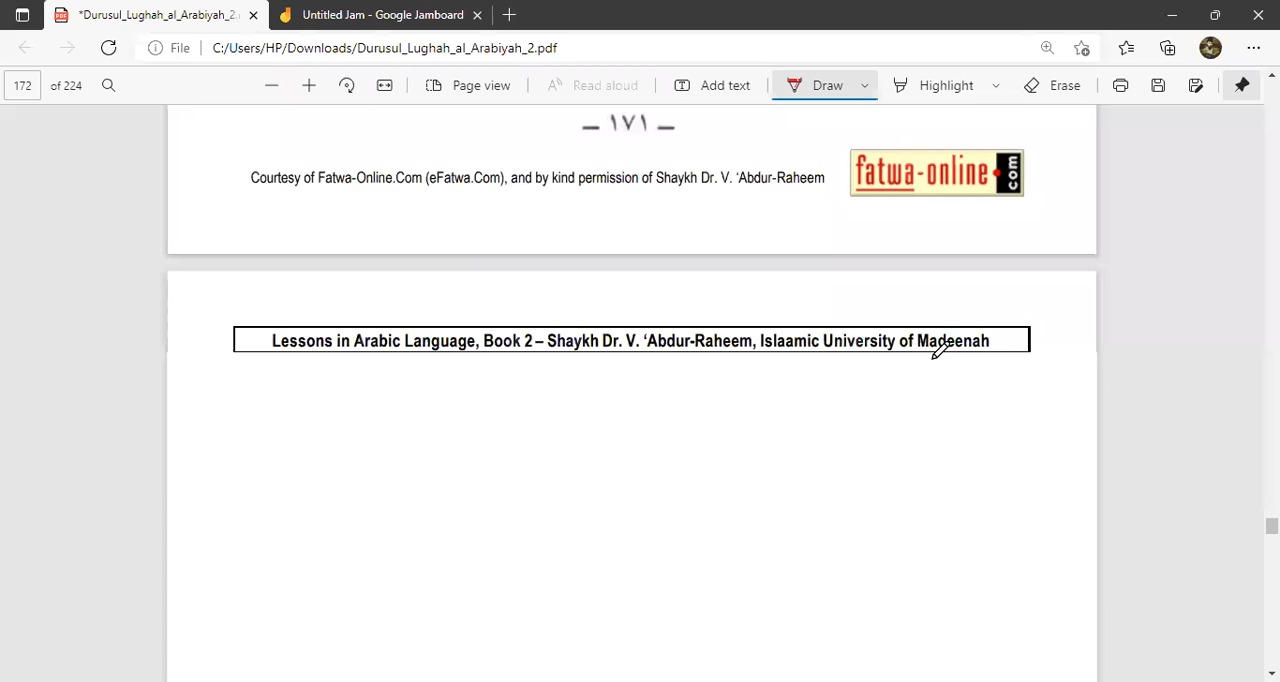 *Durusul_Lughah_al_Arabiyah_2.
Untitled Jam - Google Jamboard
File
C:/Users/HP/Downloads/Durusul_Lughah_al_Arabiyah_2.pdf
172 of 224
Page view
Read aloud
Add text
Draw
Highlight
Erase
— ١٧١ —
Courtesy of Fatwa-Online.Com (eFatwa.Com), and by kind permission of Shaykh Dr. V. ‘Abdur-Raheem
fatwa-online.com
Lessons in Arabic Language, Book 2 – Shaykh Dr. V. ‘Abdur-Raheem, Islaamic University of Madeenah